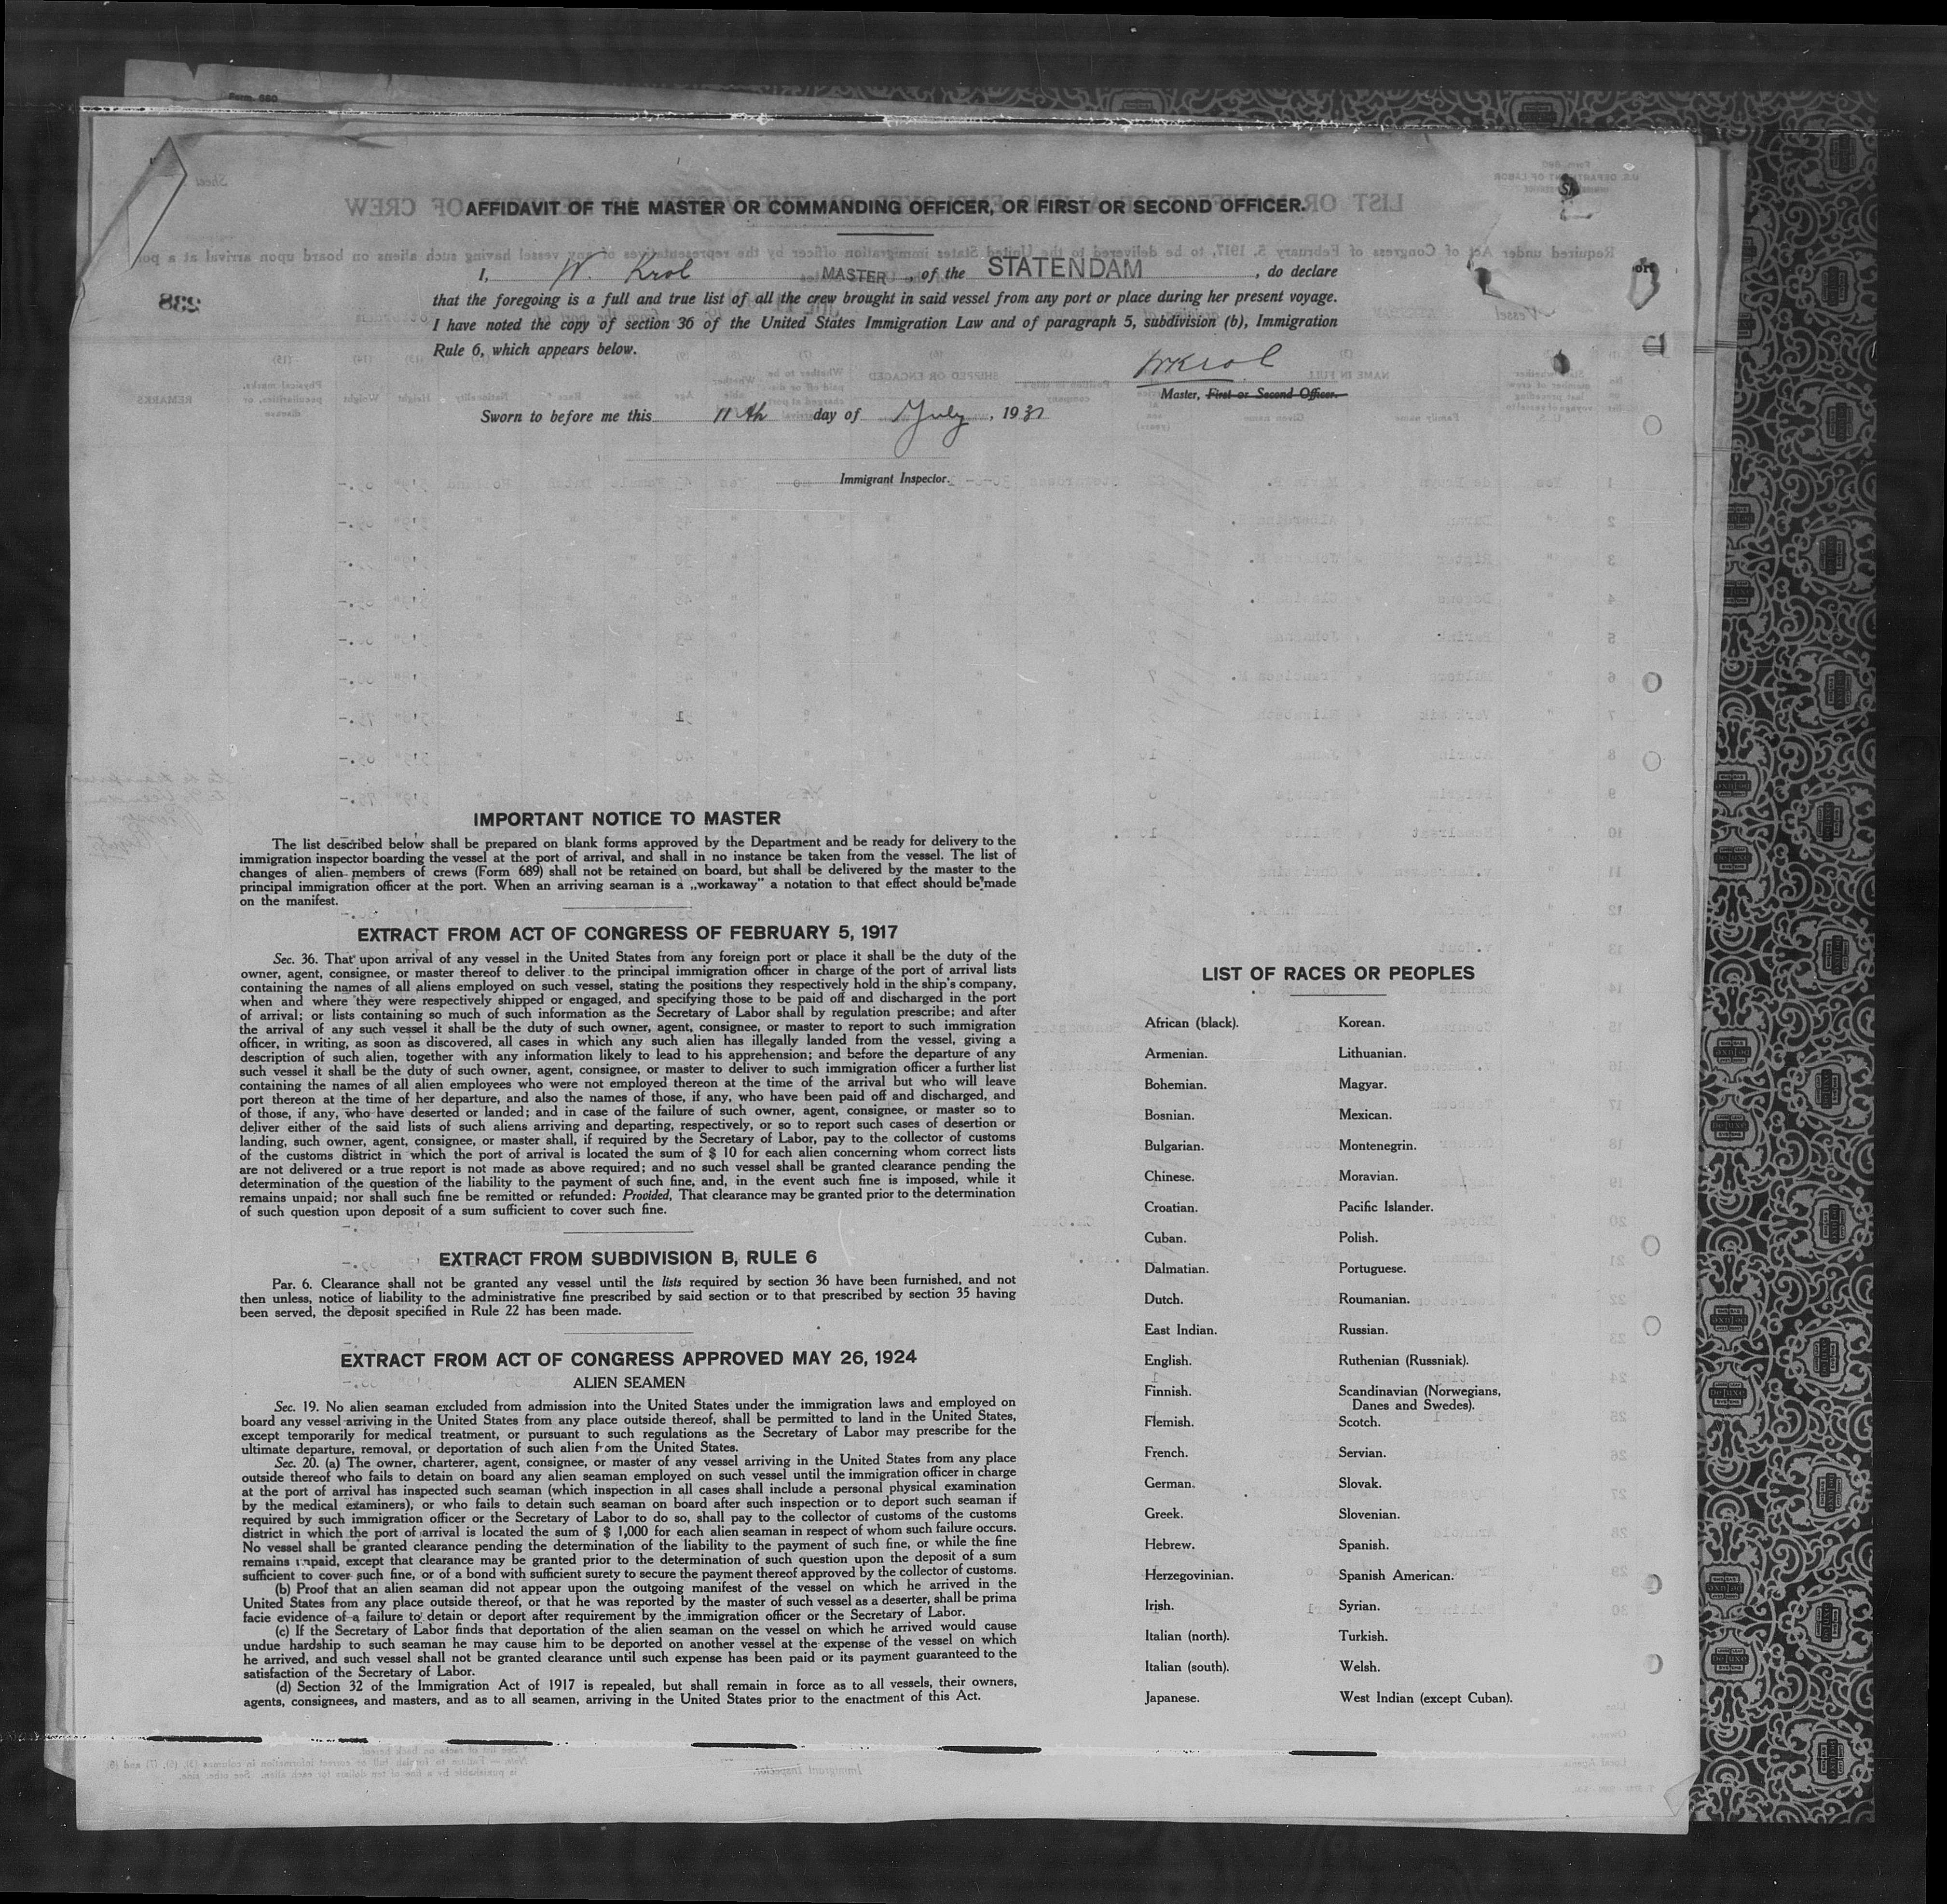 AFFIDAVIT OF THE MASTER OR COMMANDING OFFICER, OR FIRST OR SECOND OFFICER.
I, W. Krol MASTER, of the STATENDAM, do declare
that the foregoing is a full and true list of all the crew brought in said vessel from any port or place during her present voyage.
I have noted the copy of section 36 of the United States Immigration Law and of paragraph 5, subdivision (b), Immigration
Rule 6, which appears below.
WKrol
Master, First or Second Officer.
Sworn to before me this 11th day of July, 1931
Immigrant Inspector.
IMPORTANT NOTICE TO MASTER
The list described below shall be prepared on blank forms approved by the Department and be ready for delivery to the
immigration inspector boarding the vessel at the port of arrival, and shall in no instance be taken from the vessel. The list of
changes of alien members of crews (Form 689) shall not be retained on board, but shall be delivered by the master to the
principal immigration officer at the port. When an arriving seaman is a „workaway” a notation to that effect should be made
on the manifest.
EXTRACT FROM ACT OF CONGRESS OF FEBRUARY 5, 1917
Sec. 36. That upon arrival of any vessel in the United States from any foreign port or place it shall be the duty of the
owner, agent, consignee, or master thereof to deliver to the principal immigration officer in charge of the port of arrival lists
containing the names of all aliens employed on such vessel, stating the positions they respectively hold in the ship's company,
when and where they were respectively shipped or engaged, and specifying those to be paid off and discharged in the port
of arrival; or lists containing so much of such information as the Secretary of Labor shall by regulation prescribe; and after
the arrival of any such vessel it shall be the duty of such owner, agent, consignee, or master to report to such immigration
officer, in writing, as soon as discovered, all cases in which any such alien has illegally landed from the vessel, giving a
description of such alien, together with any information likely to lead to his apprehension; and before the departure of any
such vessel it shall be the duty of such owner, agent, consignee, or master to deliver to such immigration officer a further list
containing the names of all alien employees who were not employed thereon at the time of the arrival but who will leave
port thereon at the time of her departure, and also the names of those, if any, who have been paid off and discharged, and
of those, if any, who have deserted or landed; and in case of the failure of such owner, agent, consignee, or master so to
deliver either of the said lists of such aliens arriving and departing, respectively, or so to report such cases of desertion or
landing, such owner, agent, consignee, or master shall, if required by the Secretary of Labor, pay to the collector of customs
of the customs district in which the port of arrival is located the sum of $ 10 for each alien concerning whom correct lists
are not delivered or a true report is not made as above required; and no such vessel shall be granted clearance pending the
determination of the question of the liability to the payment of such fine, and, in the event such fine is imposed, while it
remains unpaid; nor shall such fine be remitted or refunded: Provided, That clearance may be granted prior to the determination
of such question upon deposit of a sum sufficient to cover such fine.
EXTRACT FROM SUBDIVISION B, RULE 6
Par. 6. Clearance shall not be granted any vessel until the lists required by section 36 have been furnished, and not
then unless, notice of liability to the administrative fine prescribed by said section or to that prescribed by section 35 having
been served, the deposit specified in Rule 22 has been made.
EXTRACT FROM ACT OF CONGRESS APPROVED MAY 26, 1924
ALIEN SEAMEN
Sec. 19. No alien seaman excluded from admission into the United States under the immigration laws and employed on
board any vessel arriving in the United States from any place outside thereof, shall be permitted to land in the United States,
except temporarily for medical treatment, or pursuant to such regulations as the Secretary of Labor may prescribe for the
ultimate departure, removal, or deportation of such alien from the United States.
Sec. 20. (a) The owner, charterer, agent, consignee, or master of any vessel arriving in the United States from any place
outside thereof who fails to detain on board any alien seaman employed on such vessel until the immigration officer in charge
at the port of arrival has inspected such seaman (which inspection in all cases shall include a personal physical examination
by the medical examiners), or who fails to detain such seaman on board after such inspection or to deport such seaman if
required by such immigration officer or the Secretary of Labor to do so, shall pay to the collector of customs of the customs
district in which the port of arrival is located the sum of $ 1,000 for each alien seaman in respect of whom such failure occurs.
No vessel shall be granted clearance pending the determination of the liability to the payment of such fine, or while the fine
remains unpaid, except that clearance may be granted prior to the determination of such question upon the deposit of a sum
sufficient to cover such fine, or of a bond with sufficient surety to secure the payment thereof approved by the collector of customs.
(b) Proof that an alien seaman did not appear upon the outgoing manifest of the vessel on which he arrived in the
United States from any place outside thereof, or that he was reported by the master of such vessel as a deserter, shall be prima
facie evidence of a failure to detain or deport after requirement by the immigration officer or the Secretary of Labor.
(c) If the Secretary of Labor finds that deportation of the alien seaman on the vessel on which he arrived would cause
undue hardship to such seaman he may cause him to be deported on another vessel at the expense of the vessel on which
he arrived, and such vessel shall not be granted clearance until such expense has been paid or its payment guaranteed to the
satisfaction of the Secretary of Labor.
(d) Section 32 of the Immigration Act of 1917 is repealed, but shall remain in force as to all vessels, their owners,
agents, consignees, and masters, and as to all seamen, arriving in the United States prior to the enactment of this Act.
LIST OF RACES OR PEOPLES
African (black). Korean.
Armenian. Lithuanian.
Bohemian. Magyar.
Bosnian. Mexican.
Bulgarian. Montenegrin.
Chinese. Moravian.
Croatian. Pacific Islander.
Cuban. Polish.
Dalmatian. Portuguese.
Dutch. Roumanian.
East Indian. Russian.
English. Ruthenian (Russniak).
Finnish. Scandinavian (Norwegians,
Danes and Swedes).
Flemish. Scotch.
French. Servian.
German. Slovak.
Greek. Slovenian.
Hebrew. Spanish.
Herzegovinian. Spanish American.
Irish. Syrian.
Italian (north). Turkish.
Italian (south). Welsh.
Japanese. West Indian (except Cuban).